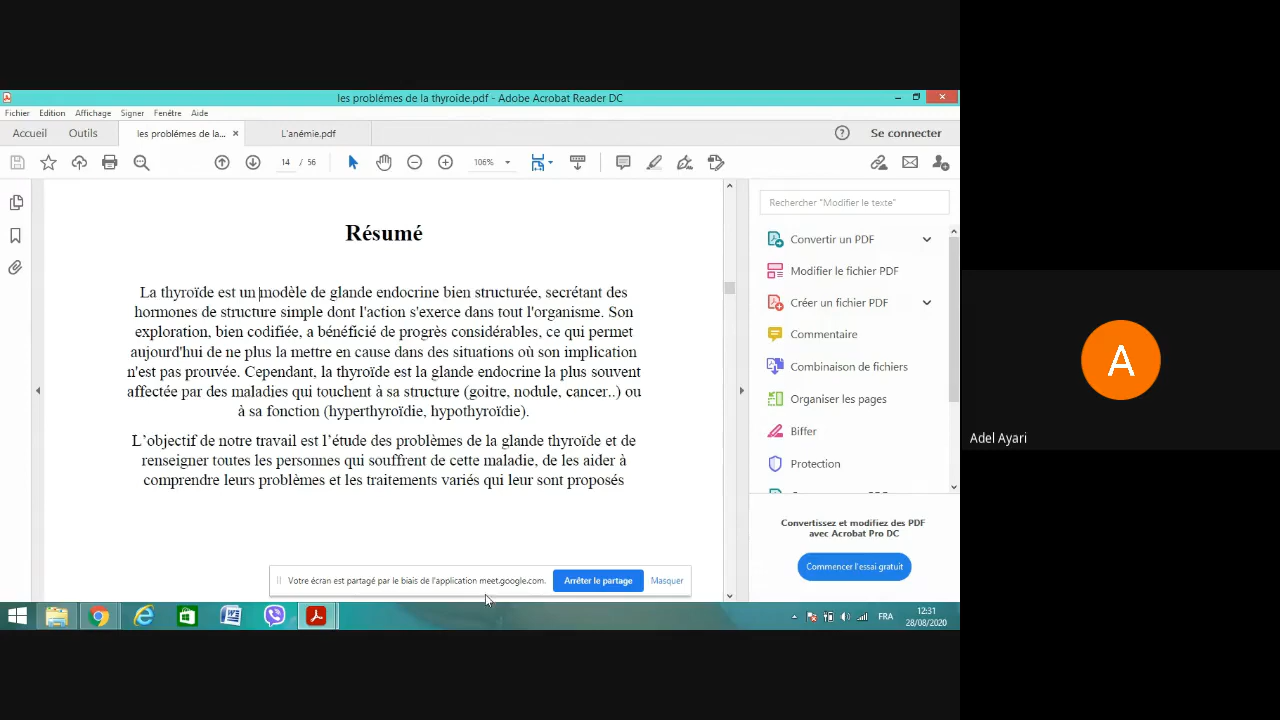 les problémes de la thyroide.pdf - Adobe Acrobat Reader DC
Fichier Edition Affichage Signer Fenêtre Aide
Accueil Outils les problémes de la... × L'anémie.pdf Se connecter
14 / 56 106%
Résumé
La thyroïde est un modèle de glande endocrine bien structurée, secrétant des
hormones de structure simple dont l'action s'exerce dans tout l'organisme. Son
exploration, bien codifiée, a bénéficié de progrès considérables, ce qui permet
aujourd'hui de ne plus la mettre en cause dans des situations où son implication
n'est pas prouvée. Cependant, la thyroïde est la glande endocrine la plus souvent
affectée par des maladies qui touchent à sa structure (goitre, nodule, cancer..) ou
à sa fonction (hyperthyroïdie, hypothyroïdie).
L'objectif de notre travail est l'étude des problèmes de la glande thyroïde et de
renseigner toutes les personnes qui souffrent de cette maladie, de les aider à
comprendre leurs problèmes et les traitements variés qui leur sont proposés
Rechercher "Modifier le texte"
Convertir un PDF
Modifier le fichier PDF
Créer un fichier PDF
Commentaire
Combinaison de fichiers
Organiser les pages
Biffer
Protection
Convertissez et modifiez des PDF
avec Acrobat Pro DC
Commencer l'essai gratuit
Votre écran est partagé par le biais de l'application meet.google.com.
Arrêter le partage
Masquer
FRA
12:31
28/08/2020
A
Adel Ayari